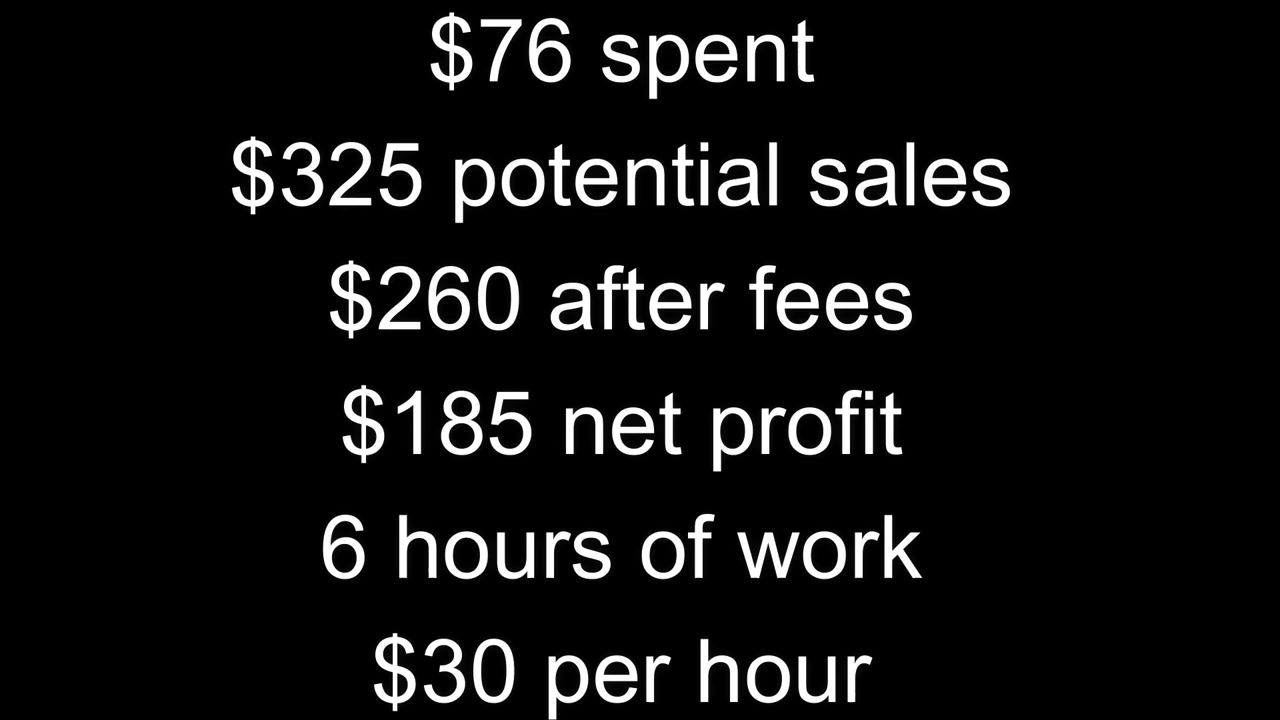 $76 spent
$325 potential sales
$260 after fees
$185 net profit
6 hours of work
$30 per hour